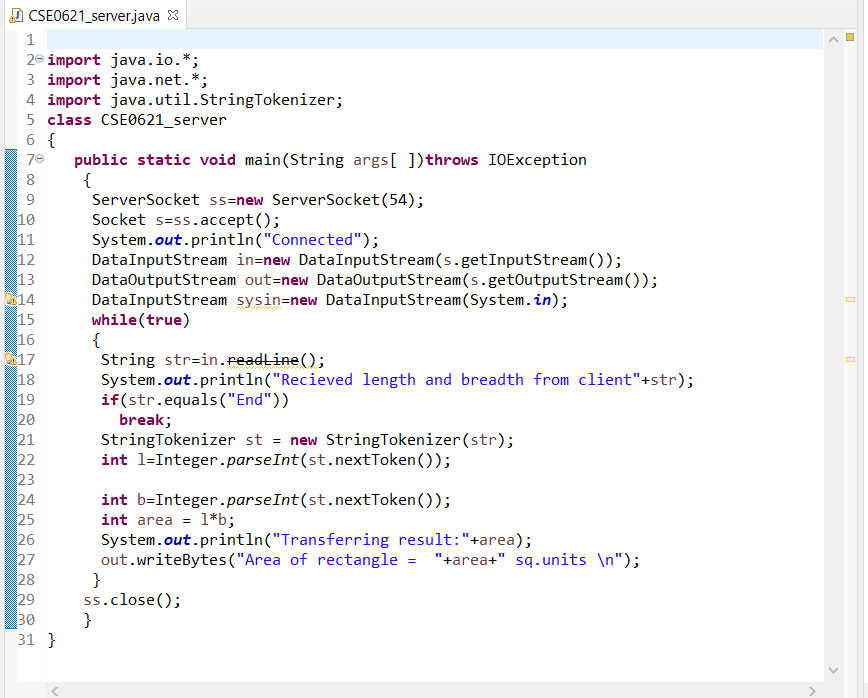 CSE0621_server.java
1
2 import java.io.*;
3 import java.net.*;
4 import java.util.StringTokenizer;
5 class CSE0621_server
6 {
7    public static void main(String args[ ])throws IOException
8     {
9      ServerSocket ss=new ServerSocket(54);
10      Socket s=ss.accept();
11      System.out.println("Connected");
12      DataInputStream in=new DataInputStream(s.getInputStream());
13      DataOutputStream out=new DataOutputStream(s.getOutputStream());
14      DataInputStream sysin=new DataInputStream(System.in);
15      while(true)
16      {
17       String str=in.readLine();
18       System.out.println("Recieved length and breadth from client"+str);
19       if(str.equals("End"))
20         break;
21       StringTokenizer st = new StringTokenizer(str);
22       int l=Integer.parseInt(st.nextToken());
23
24       int b=Integer.parseInt(st.nextToken());
25       int area = l*b;
26       System.out.println("Transferring result:"+area);
27       out.writeBytes("Area of rectangle =  "+area+" sq.units \n");
28      }
29     ss.close();
30     }
31 }